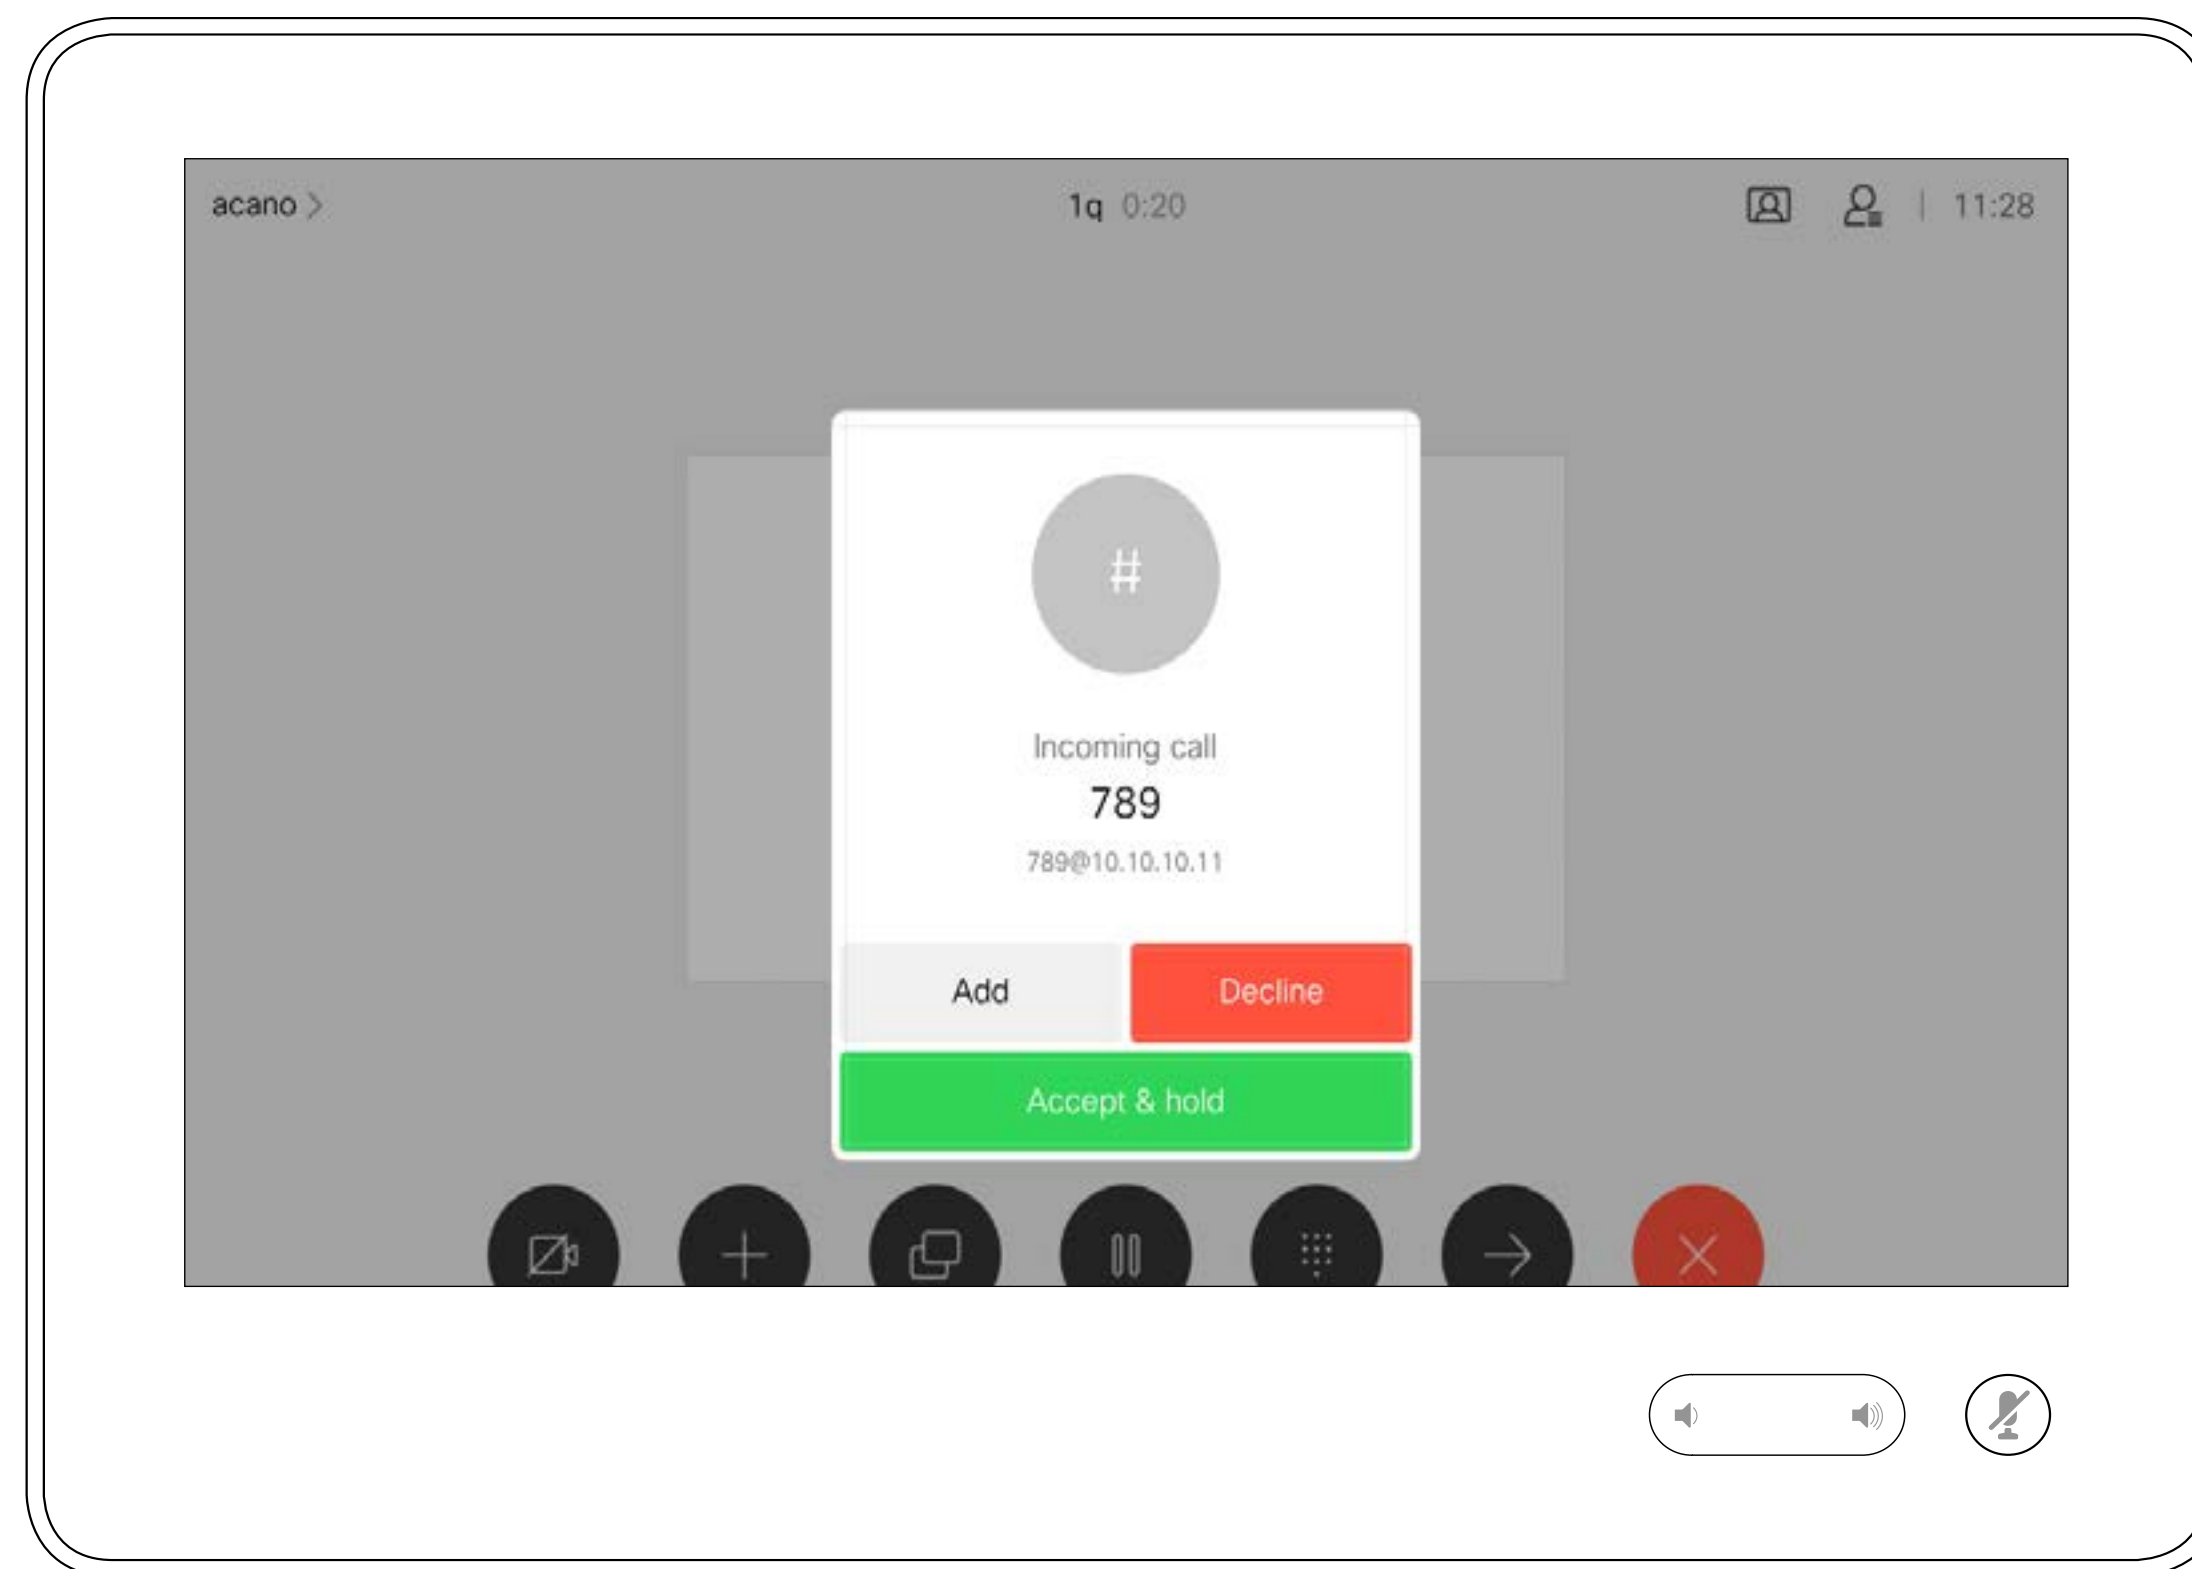 acano
1q 0:20
11:28
#
Incoming call
789
789@10.10.10.11
Add
Decline
Accept & hold